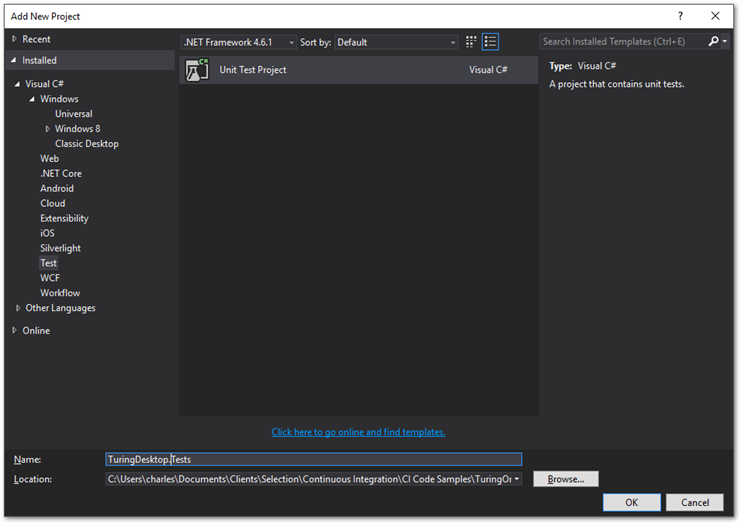 Add New Project
?
Recent
.NET Framework 4.6.1
Sort by:
Default
Search Installed Templates (Ctrl+E)
Installed
Unit Test Project
Visual C#
Type: Visual C#
A project that contains unit tests.
Visual C#
Windows
Universal
Windows 8
Classic Desktop
Web
.NET Core
Android
Cloud
Extensibility
iOS
Silverlight
Test
WCF
Workflow
Other Languages
Online
Click here to go online and find templates.
Name:
TuringDesktop.Tests
Location:
C:\Users\charles\Documents\Clients\Selection\Continuous Integration\CI Code Samples\TuringOr
Browse...
OK
Cancel